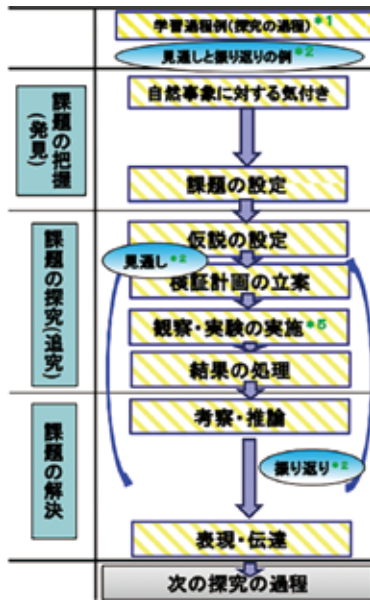 学習過程例(探究の過程)*1
見通しと振り返りの例*2
課題の把握(発見)
自然事象に対する気付き
課題の設定
課題の探究(追究)
仮説の設定
見通し*2
検証計画の立案
観察・実験の実施*5
結果の処理
課題の解決
考察・推論
振り返り*2
表現・伝達
次の探究の過程